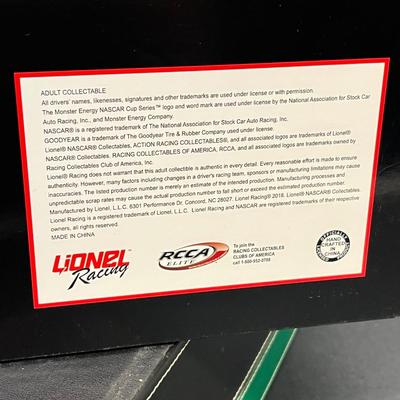 ADULT COLLECTABLE
All drivers' names, likenesses, signatures and other trademarks are used under license or with permission.
The Monster Energy NASCAR Cup Series™ logo and word mark are used under license by the National Association for Stock Car
Auto Racing, Inc., and Monster Energy Company.
NASCAR® is a registered trademark of The National Association for Stock Car Auto Racing, Inc.
GOODYEAR is a trademark of The Goodyear Tire & Rubber Company used under license.
Lionel® NASCAR® Collectables, ACTION RACING COLLECTABLES®, and all associated logos are trademarks of Lionel®
NASCAR® Collectables. RACING COLLECTABLES OF AMERICA, RCCA, and all associated logos are owned by
Racing Collectables Club of America, Inc.
Lionel® Racing does not warrant that this adult collectible is authentic in every detail. Every reasonable effort is made to ensure
authenticity. However, many factors including changes in a driver's racing team, sponsors or manufacturing limitations may cause
inaccuracies. The listed production number is merely an estimate of the intended production. Manufacturing processes and
unpredictable scrap rates may cause the actual production number to fall short or exceed the estimated production number.
Manufactured by Lionel, L.L.C. 6301 Performance Dr. Concord, NC 28027. Lionel Racing® 2018. Lionel® NASCAR® Collectables.
Lionel Racing is a registered trademark of Lionel, L.L.C. Lionel Racing and NASCAR are registered trademarks of their respective
owners, all rights reserved.
MADE IN CHINA
LIONEL™
Racing
RCCA
ELITE
To join the
RACING COLLECTABLES
CLUBS OF AMERICA
call 1-800-952-0708
OFFICIALLY
HAND
CRAFTED
IN
CHINA